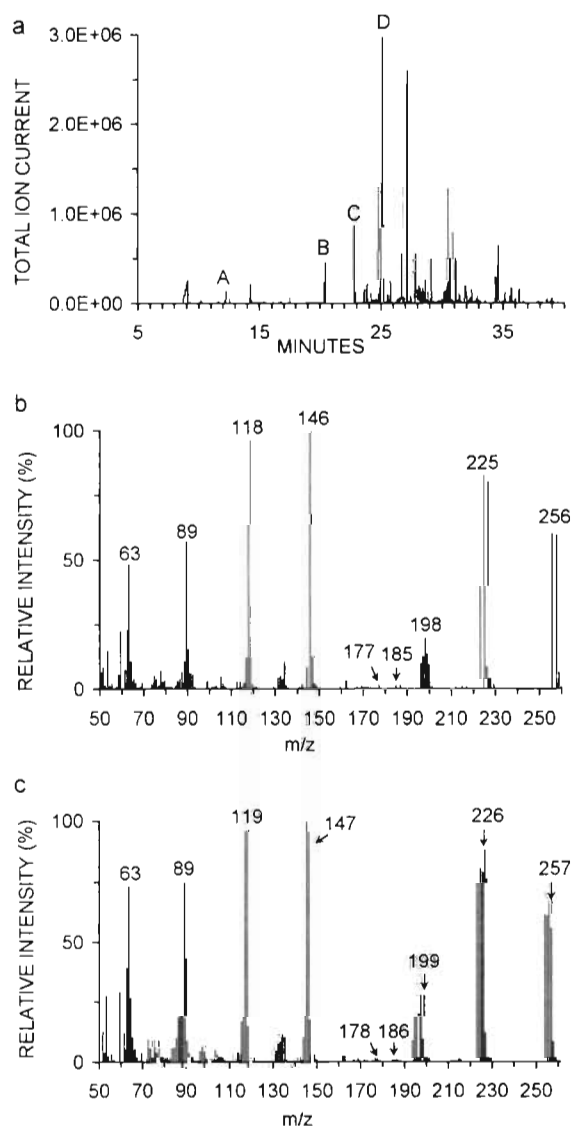 a
TOTAL ION CURRENT
3.0E+06
2.0E+06
1.0E+06
0.0E+00
A
B
C
D
5 15 25 35
MINUTES
b
RELATIVE INTENSITY (%)
100
50
0
63
89
118
146
177
185
198
225
256
50 70 90 110 130 150 170 190 210 230 250
m/z
c
RELATIVE INTENSITY (%)
100
50
0
63
89
119
147
178
186
199
226
257
50 70 90 110 130 150 170 190 210 230 250
m/z